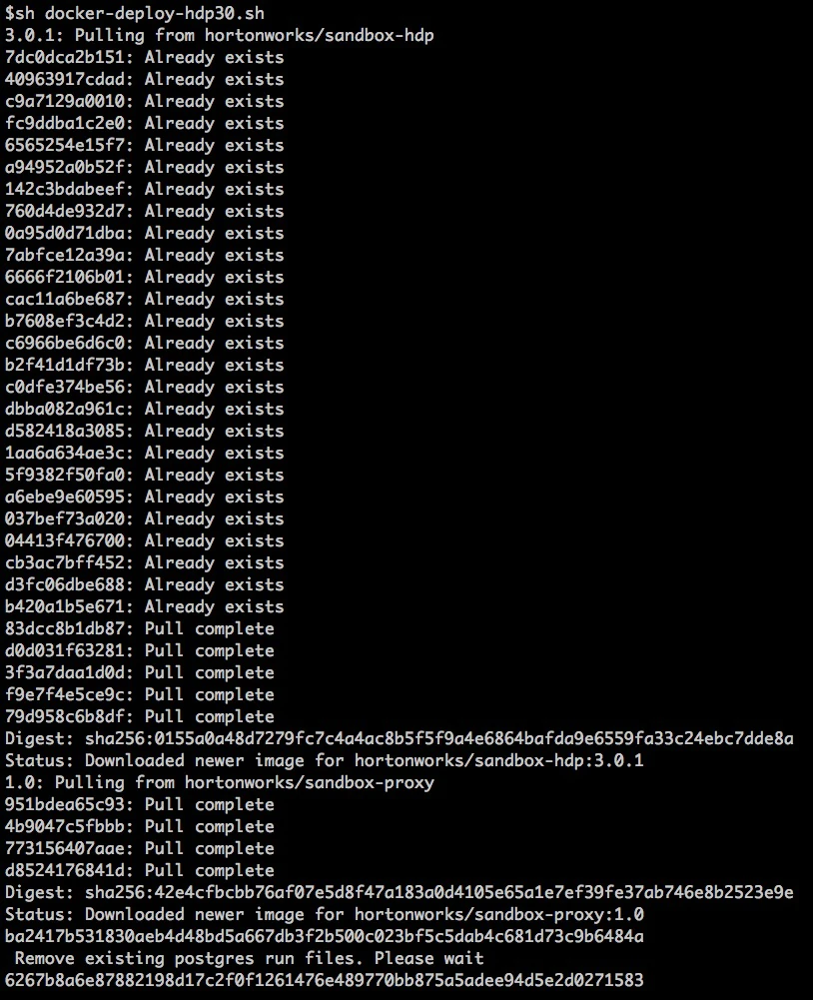 $sh docker-deploy-hdp30.sh
3.0.1: Pulling from hortonworks/sandbox-hdp
7dc0dca2b151: Already exists
40963917cdad: Already exists
c9a7129a0010: Already exists
fc9ddba1c2e0: Already exists
6565254e15f7: Already exists
a94952a0b52f: Already exists
142c3bdabeef: Already exists
760d4de932d7: Already exists
0a95d0d71dba: Already exists
7abfce12a39a: Already exists
6666f2106b01: Already exists
cac11a6be687: Already exists
b7608ef3c4d2: Already exists
c6966be6d6c0: Already exists
b2f41d1df73b: Already exists
c0dfe374be56: Already exists
dbba082a961c: Already exists
d582418a3085: Already exists
1aa6a634ae3c: Already exists
5f9382f50fa0: Already exists
a6ebe9e60595: Already exists
037bef73a020: Already exists
04413f476700: Already exists
cb3ac7bff452: Already exists
d3fc06dbe688: Already exists
b420a1b5e671: Already exists
83dcc8b1db87: Pull complete
d0d031f63281: Pull complete
3f3a7daa1d0d: Pull complete
f9e7f4e5ce9c: Pull complete
79d958c6b8df: Pull complete
Digest: sha256:0155a0a48d7279fc7c4a4ac8b5f5f9a4e6864bafda9e6559fa33c24ebc7dde8a
Status: Downloaded newer image for hortonworks/sandbox-hdp:3.0.1
1.0: Pulling from hortonworks/sandbox-proxy
951bdea65c93: Pull complete
4b9047c5fbbb: Pull complete
773156407aae: Pull complete
d8524176841d: Pull complete
Digest: sha256:42e4cfbcbb76af07e5d8f47a183a0d4105e65a1e7ef39fe37ab746e8b2523e9e
Status: Downloaded newer image for hortonworks/sandbox-proxy:1.0
ba2417b531830aeb4d48bd5a667db3f2b500c023bf5c5dab4c681d73c9b6484a
 Remove existing postgres run files. Please wait
6267b8a6e87882198d17c2f0f1261476e489770bb875a5adee94d5e2d0271583